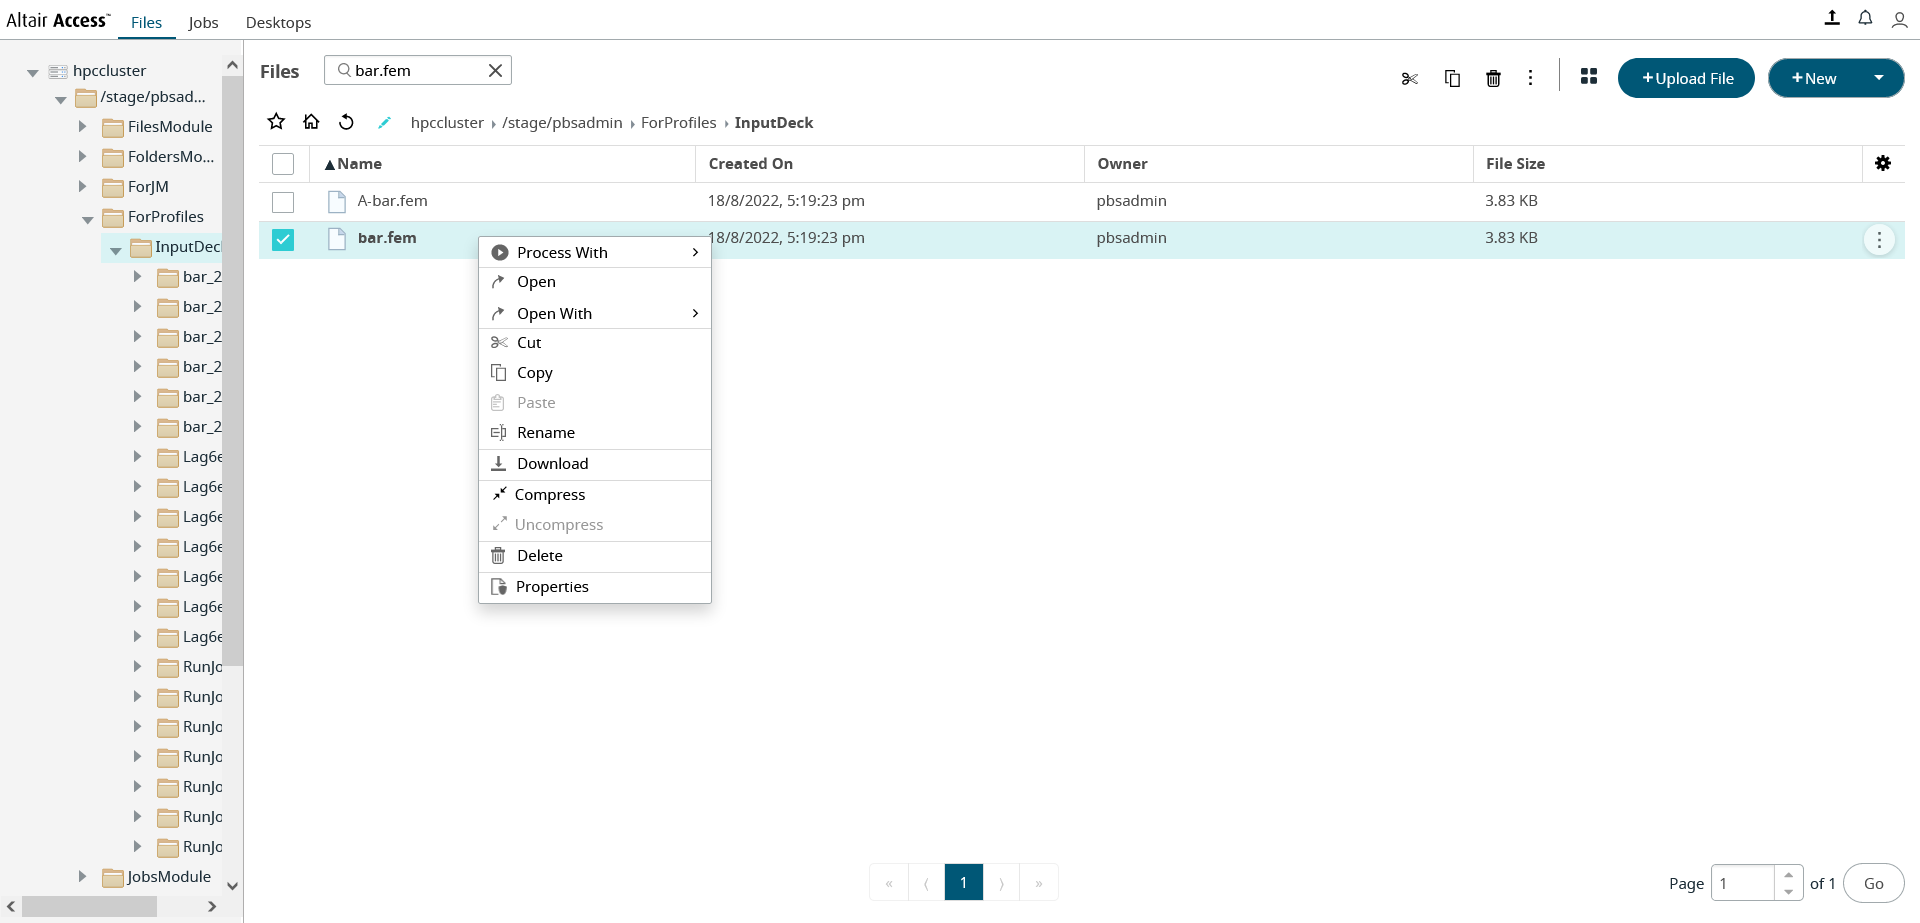 Altair Access™ Files Jobs Desktops
hpccluster
/stage/pbsad...
FilesModule
FoldersMo...
ForJM
ForProfiles
InputDec
bar_2
bar_2
bar_2
bar_2
bar_2
bar_2
Lag6e
Lag6e
Lag6e
Lag6e
Lag6e
Lag6e
Lag6e
RunJo
RunJo
RunJo
RunJo
RunJo
RunJo
RunJo
JobsModule
Files bar.fem
+Upload File +New
hpccluster › /stage/pbsadmin › ForProfiles › InputDeck
▲Name Created On Owner File Size
A-bar.fem 18/8/2022, 5:19:23 pm pbsadmin 3.83 KB
bar.fem 18/8/2022, 5:19:23 pm pbsadmin 3.83 KB
Process With
Open
Open With
Cut
Copy
Paste
Rename
Download
Compress
Uncompress
Delete
Properties
« ⟨ 1 ⟩ »
Page 1 of 1 Go